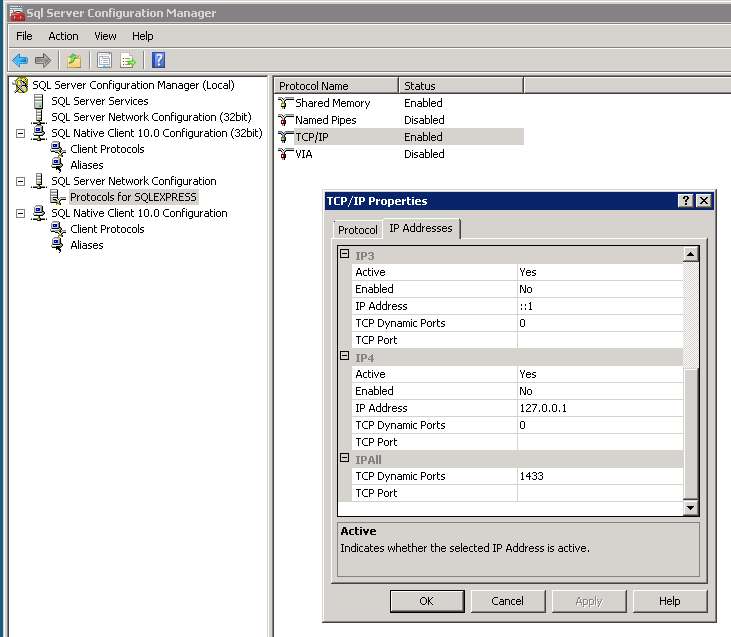 Sql Server Configuration Manager
File Action View Help
SQL Server Configuration Manager (Local)
SQL Server Services
SQL Server Network Configuration (32bit)
SQL Native Client 10.0 Configuration (32bit)
Client Protocols
Aliases
SQL Server Network Configuration
Protocols for SQLEXPRESS
SQL Native Client 10.0 Configuration
Client Protocols
Aliases
Protocol Name Status
Shared Memory Enabled
Named Pipes Disabled
TCP/IP Enabled
VIA Disabled
TCP/IP Properties
Protocol IP Addresses
IP3
Active Yes
Enabled No
IP Address ::1
TCP Dynamic Ports 0
TCP Port
IP4
Active Yes
Enabled No
IP Address 127.0.0.1
TCP Dynamic Ports 0
TCP Port
IPAll
TCP Dynamic Ports 1433
TCP Port
Active
Indicates whether the selected IP Address is active.
OK Cancel Apply Help